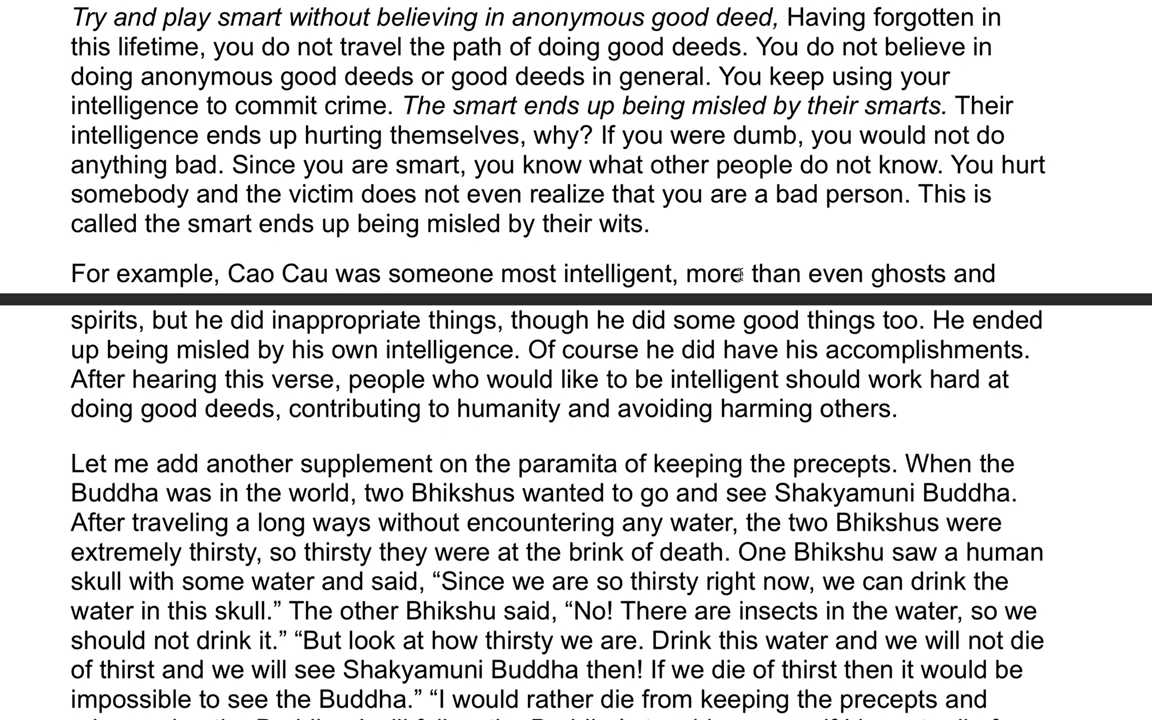 Try and play smart without believing in anonymous good deed, Having forgotten in
this lifetime, you do not travel the path of doing good deeds. You do not believe in
doing anonymous good deeds or good deeds in general. You keep using your
intelligence to commit crime. The smart ends up being misled by their smarts. Their
intelligence ends up hurting themselves, why? If you were dumb, you would not do
anything bad. Since you are smart, you know what other people do not know. You hurt
somebody and the victim does not even realize that you are a bad person. This is
called the smart ends up being misled by their wits.
For example, Cao Cau was someone most intelligent, more than even ghosts and
spirits, but he did inappropriate things, though he did some good things too. He ended
up being misled by his own intelligence. Of course he did have his accomplishments.
After hearing this verse, people who would like to be intelligent should work hard at
doing good deeds, contributing to humanity and avoiding harming others.
Let me add another supplement on the paramita of keeping the precepts. When the
Buddha was in the world, two Bhikshus wanted to go and see Shakyamuni Buddha.
After traveling a long ways without encountering any water, the two Bhikshus were
extremely thirsty, so thirsty they were at the brink of death. One Bhikshu saw a human
skull with some water and said, “Since we are so thirsty right now, we can drink the
water in this skull.” The other Bhikshu said, “No! There are insects in the water, so we
should not drink it.” “But look at how thirsty we are. Drink this water and we will not die
of thirst and we will see Shakyamuni Buddha then! If we die of thirst then it would be
impossible to see the Buddha.” “I would rather die from keeping the precepts and